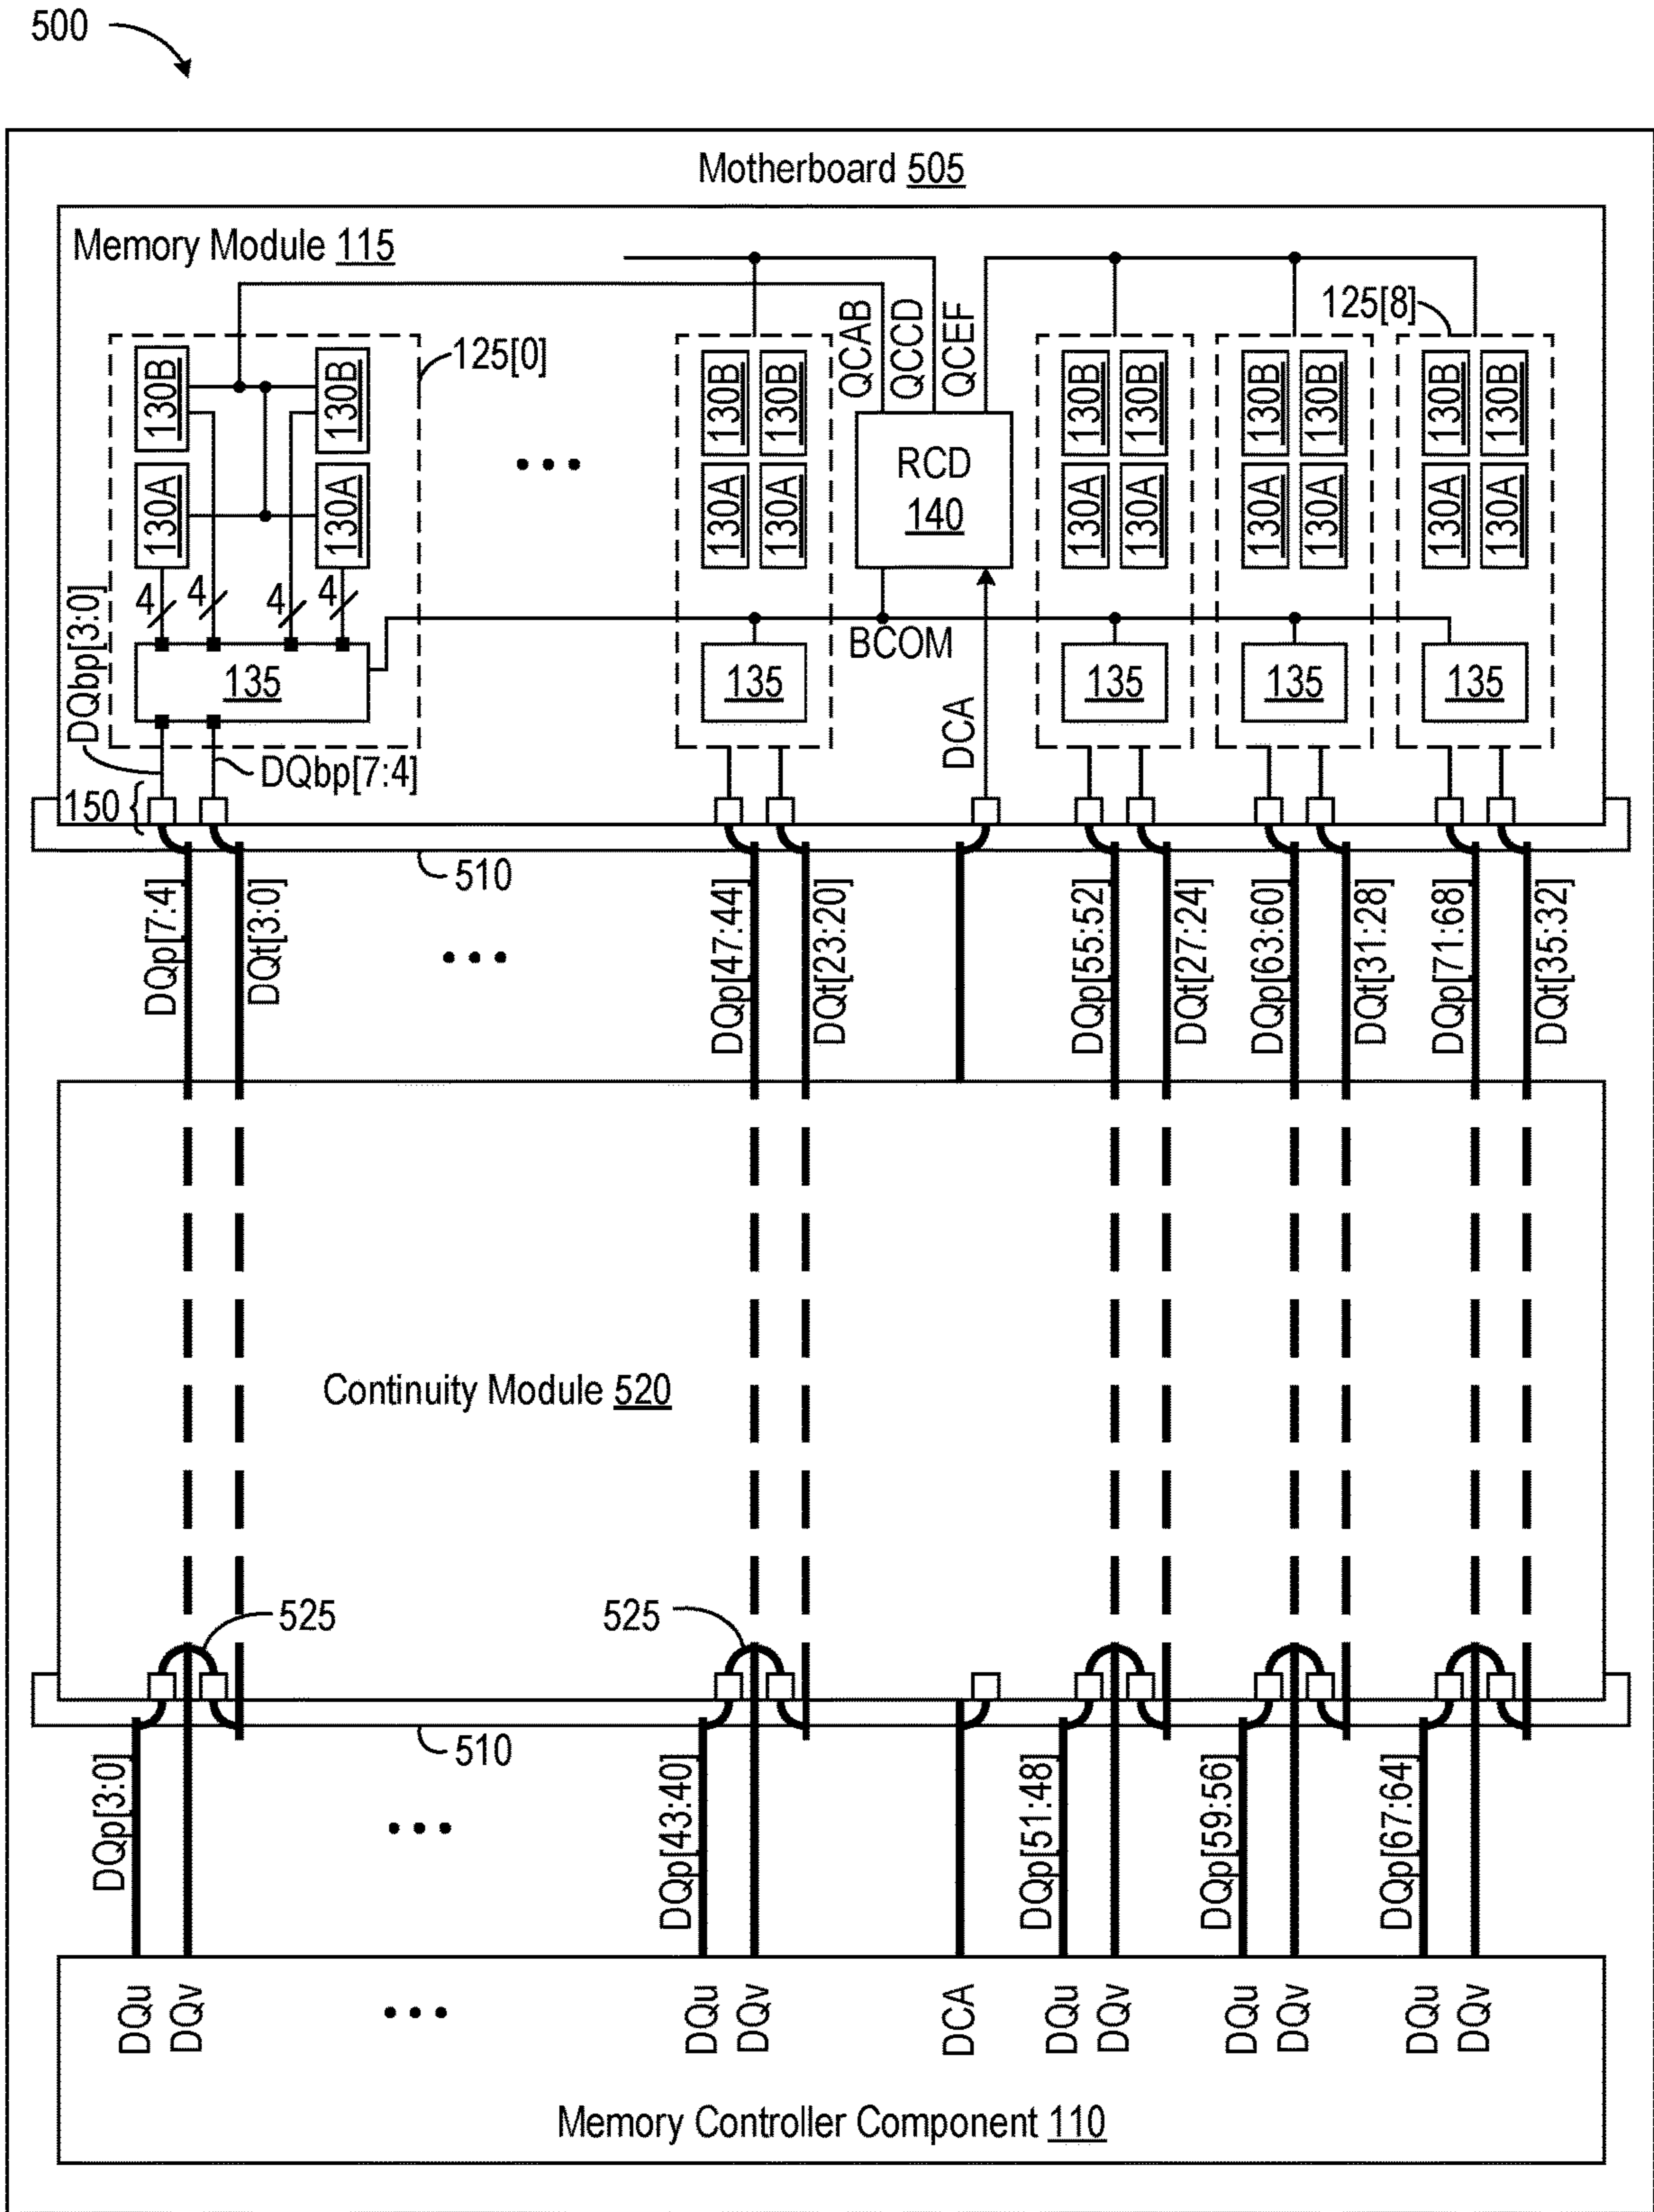 500
Motherboard 505
Memory Module 115
QCAB
QCCD
QCEF
125[0]
125[8]
130B
130B
130B
130B
130B
130B
130B
130B
130B
130B
130A
130A
130A
130A
130A
130A
130A
130A
130A
130A
RCD
140
4
4
4
4
BCOM
DQbp[3:0]
135
135
135
135
135
DCA
DQbp[7:4]
150
510
DQp[7:4]
DQt[3:0]
DQp[47:44]
DQt[23:20]
DQp[55:52]
DQt[27:24]
DQp[63:60]
DQt[31:28]
DQp[71:68]
DQt[35:32]
Continuity Module 520
525
525
510
DQp[3:0]
DQp[43:40]
DQp[51:48]
DQp[59:56]
DQp[67:64]
DQu
DQv
DQu
DQv
DCA
DQu
DQv
DQu
DQv
DQu
DQv
Memory Controller Component 110